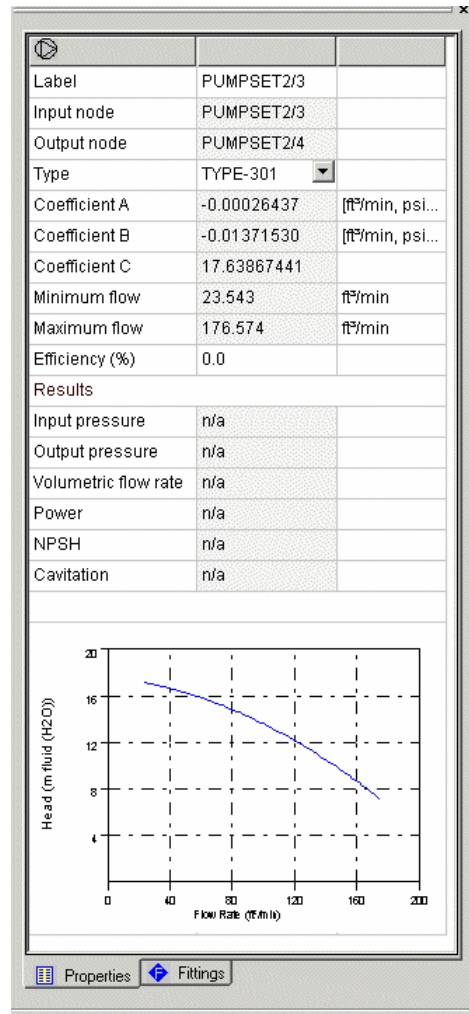 x
Label PUMPSET2/3
Input node PUMPSET2/3
Output node PUMPSET2/4
Type TYPE-301
Coefficient A -0.00026437 [ft³/min, psi...
Coefficient B -0.01371530 [ft³/min, psi...
Coefficient C 17.63867441
Minimum flow 23.543 ft³/min
Maximum flow 176.574 ft³/min
Efficiency (%) 0.0
Results
Input pressure n/a
Output pressure n/a
Volumetric flow rate n/a
Power n/a
NPSH n/a
Cavitation n/a
Head (m fluid (H2O))
20
16
12
8
4
0 40 80 120 160 200
Flow Rate (ft³/min)
Properties F Fittings